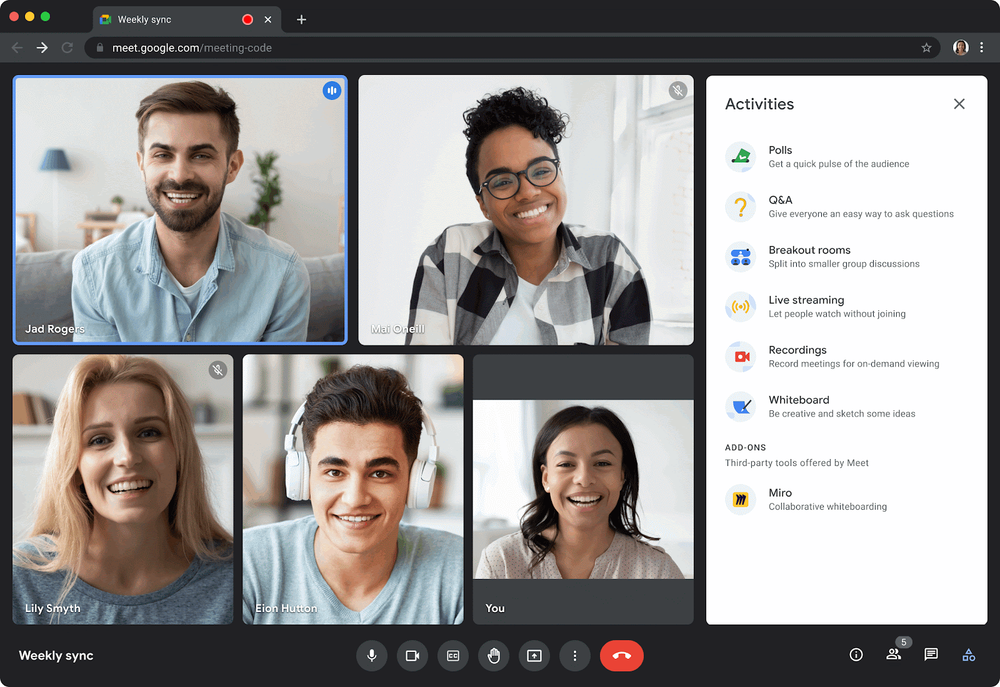 Weekly sync
meet.google.com/meeting-code
Jad Rogers
Mai Oneill
Lily Smyth
Eion Hutton
You
Activities
Polls
Get a quick pulse of the audience
Q&A
Give everyone an easy way to ask questions
Breakout rooms
Split into smaller group discussions
Live streaming
Let people watch without joining
Recordings
Record meetings for on-demand viewing
Whiteboard
Be creative and sketch some ideas
ADD-ONS
Third-party tools offered by Meet
Miro
Collaborative whiteboarding
Weekly sync
CC
5